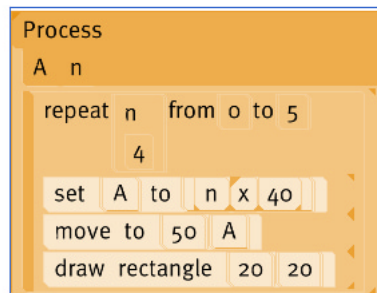 Process
A n
repeat n from 0 to 5
4
set A to n x 40
move to 50 A
draw rectangle 20 20